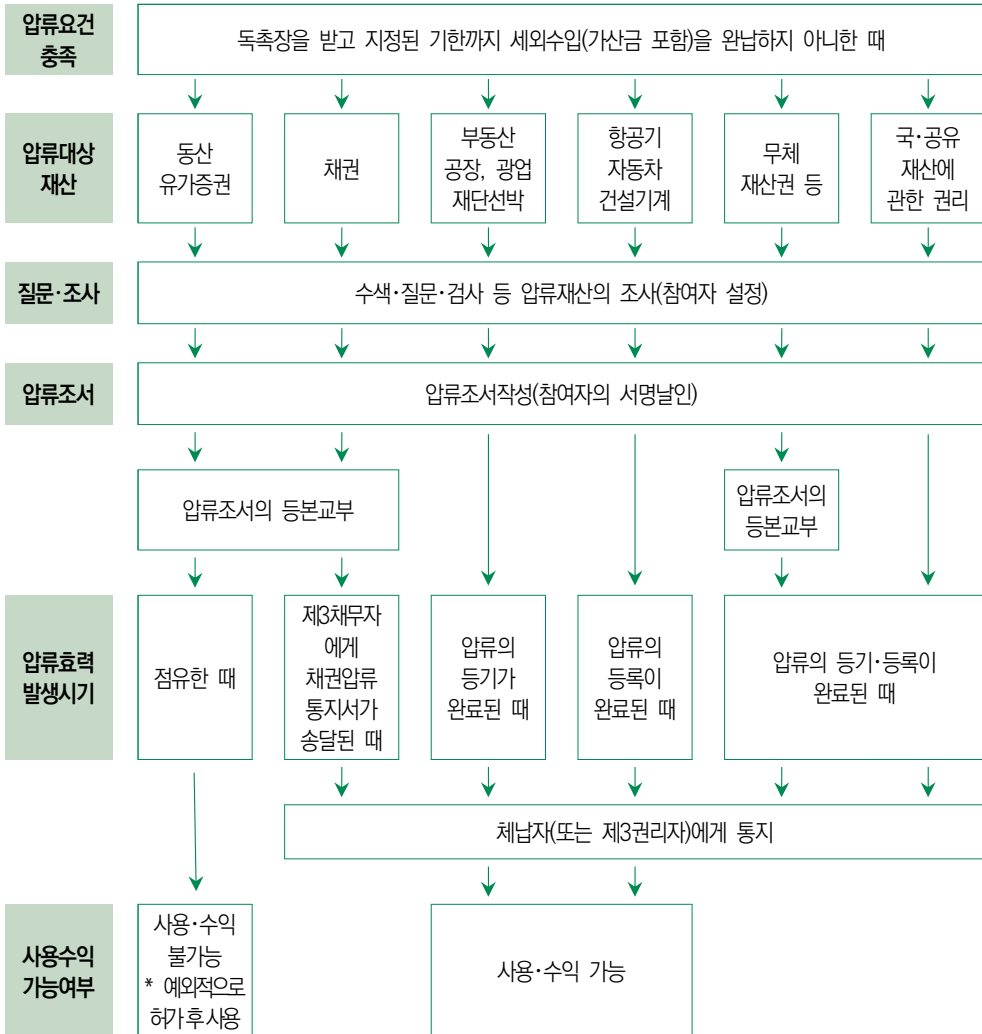 압류요건
충족
독촉장을 받고 지정된 기한까지 세외수입(가산금 포함)을 완납하지 아니한 때
압류대상
재산
동산
유가증권
채권
부동산
공장, 광업
재단선박
항공기
자동차
건설기계
무체
재산권 등
국·공유
재산에
관한 권리
질문·조사
수색·질문·검사 등 압류재산의 조사(참여자 설정)
압류조서
압류조서작성(참여자의 서명날인)
압류조서의 등본교부
압류조서의
등본교부
압류효력
발생시기
점유한 때
제3채무자
에게
채권압류
통지서가
송달된 때
압류의
등기가
완료된 때
압류의
등록이
완료된 때
압류의 등기·등록이
완료된 때
체납자(또는 제3권리자)에게 통지
사용수익
가능여부
사용·수익
불가능
* 예외적으로
허가 후 사용
사용·수익 가능